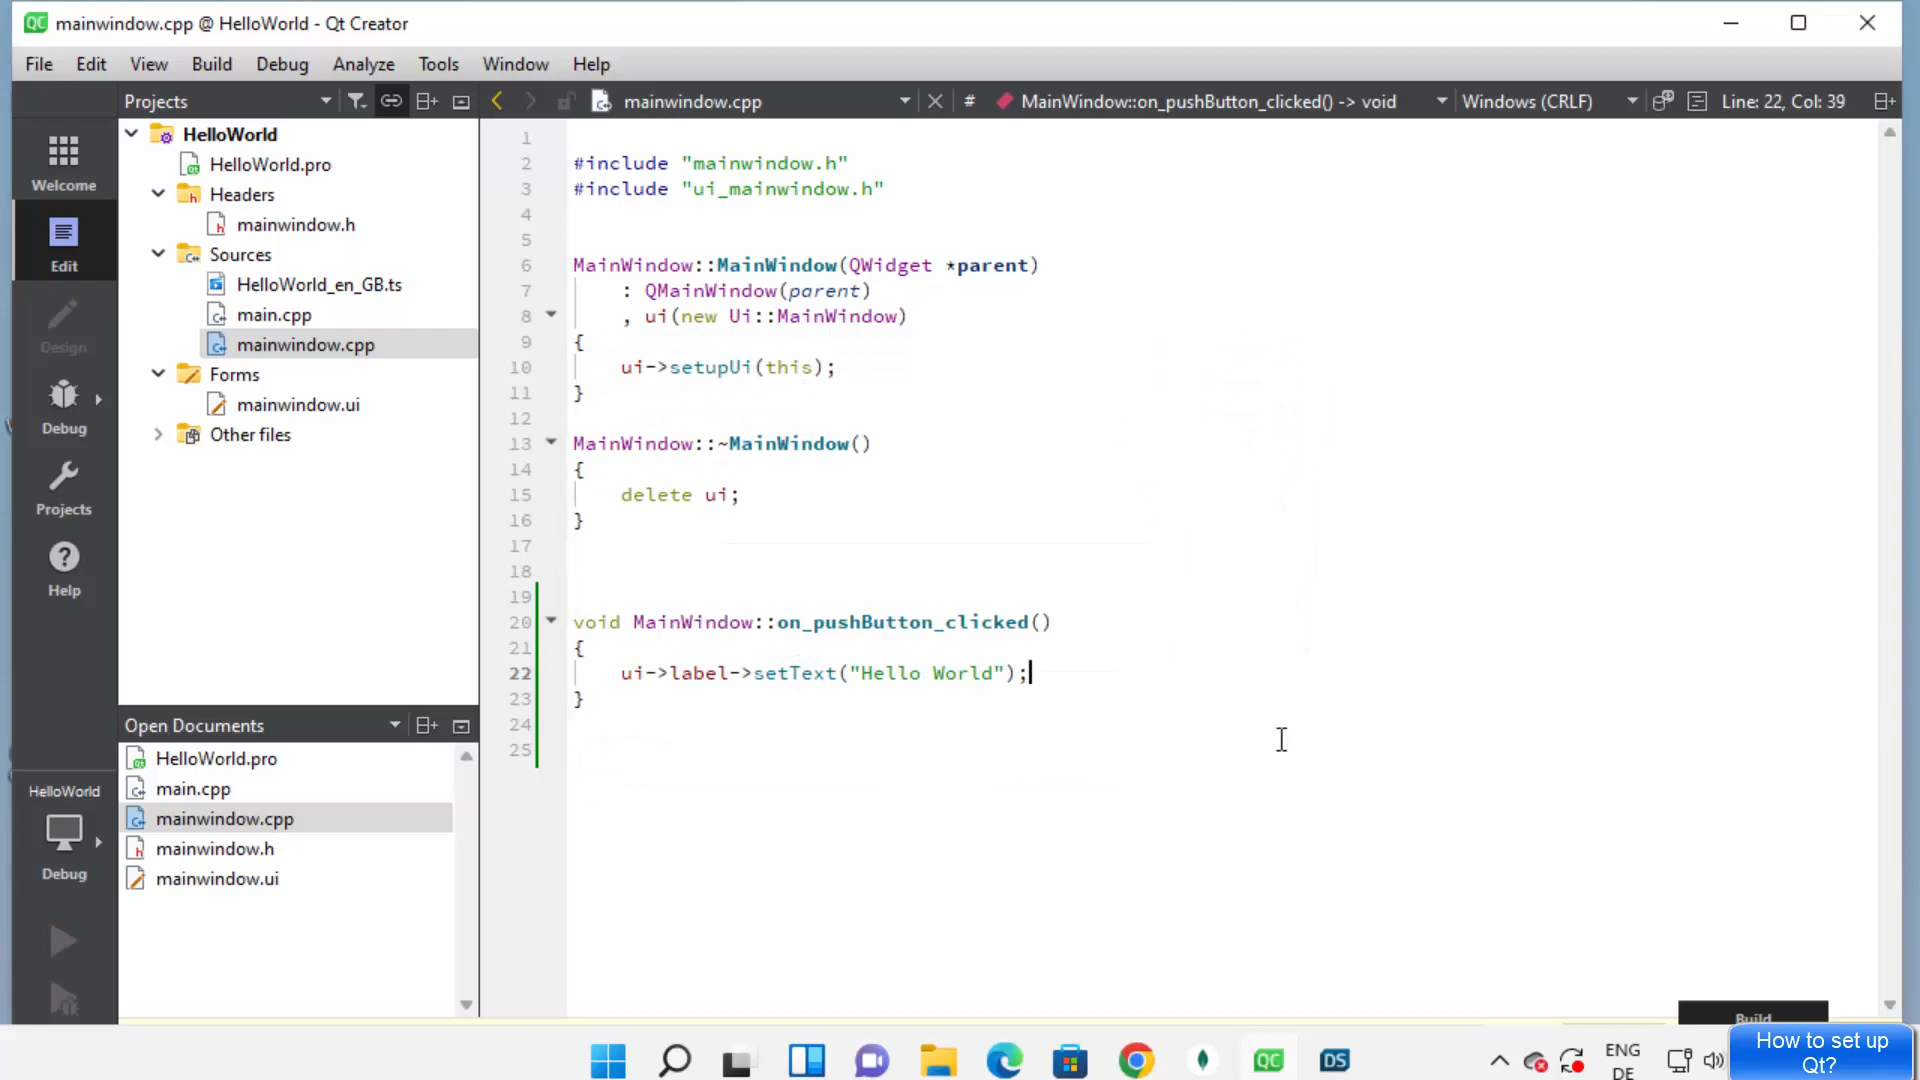 QC mainwindow.cpp @ HelloWorld - Qt Creator
File Edit View Build Debug Analyze Tools Window Help
Projects
mainwindow.cpp # MainWindow::on_pushButton_clicked() -> void Windows (CRLF) Line: 22, Col: 39
Welcome
Edit
Design
Debug
Projects
Help
HelloWorld
Debug
HelloWorld
HelloWorld.pro
Headers
mainwindow.h
Sources
HelloWorld_en_GB.ts
main.cpp
mainwindow.cpp
Forms
mainwindow.ui
Other files
Open Documents
HelloWorld.pro
main.cpp
mainwindow.cpp
mainwindow.h
mainwindow.ui
1
2 #include "mainwindow.h"
3 #include "ui_mainwindow.h"
4
5
6 MainWindow::MainWindow(QWidget *parent)
7 : QMainWindow(parent)
8 , ui(new Ui::MainWindow)
9 {
10 ui->setupUi(this);
11 }
12
13 MainWindow::~MainWindow()
14 {
15 delete ui;
16 }
17
18
19
20 void MainWindow::on_pushButton_clicked()
21 {
22 ui->label->setText("Hello World");
23 }
24
25
Build
QC DS
ENG
DE
How to set up
Qt?